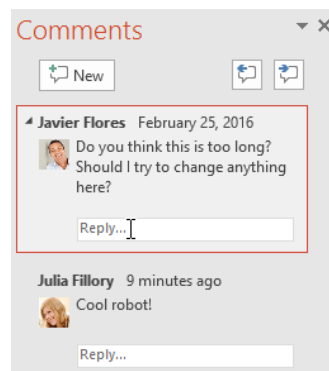 Comments
New
Javier Flores February 25, 2016
Do you think this is too long?
Should I try to change anything
here?
Reply...
Julia Fillory 9 minutes ago
Cool robot!
Reply...